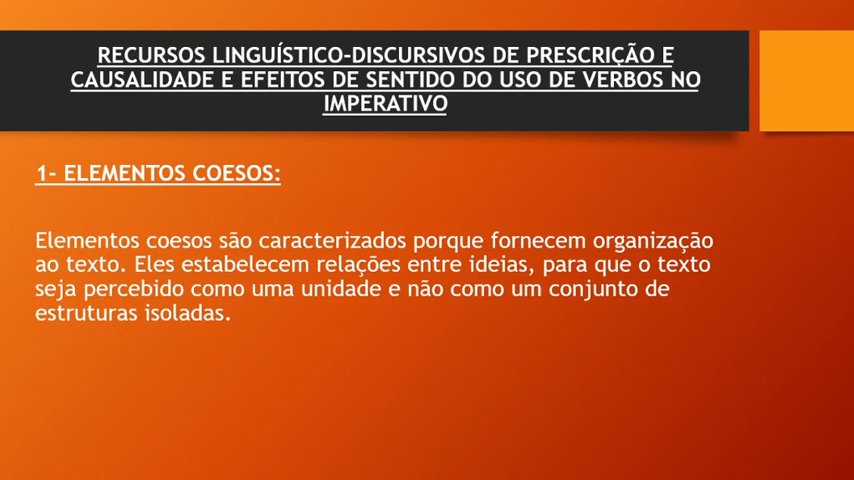 RECURSOS LINGUÍSTICO-DISCURSIVOS DE PRESCRIÇÃO E
CAUSALIDADE E EFEITOS DE SENTIDO DO USO DE VERBOS NO
IMPERATIVO
1- ELEMENTOS COESOS:
Elementos coesos são caracterizados porque fornecem organização
ao texto. Eles estabelecem relações entre ideias, para que o texto
seja percebido como uma unidade e não como um conjunto de
estruturas isoladas.